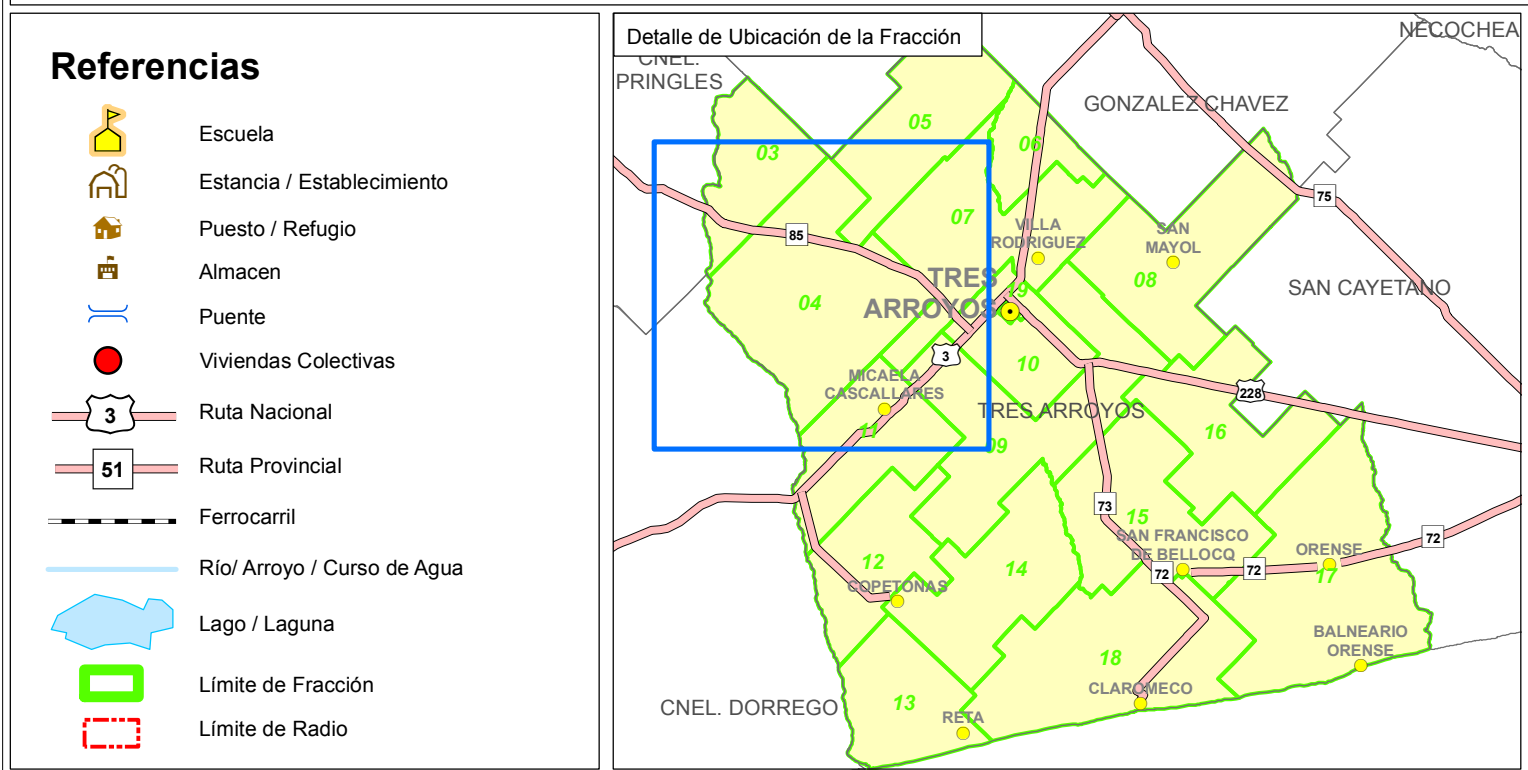 Referencias
Escuela
Estancia / Establecimiento
Puesto / Refugio
Almacen
Puente
Viviendas Colectivas
3
Ruta Nacional
51
Ruta Provincial
Ferrocarril
Río/ Arroyo / Curso de Agua
Lago / Laguna
Límite de Fracción
Límite de Radio
Detalle de Ubicación de la Fracción
NECOCHEA
CNEL.
PRINGLES
GONZALEZ CHAVEZ
05
03
06
75
07
VILLA
RODRIGUEZ
SAN
MAYOL
85
08
TRES
ARROYOS
19
SAN CAYETANO
04
3
10
MICAELA
CASCALLARES
228
TRES ARROYOS
11
09
16
73
15
SAN FRANCISCO
DE BELLOCQ
72
72
ORENSE
72
17
12
14
COPETONAS
BALNEARIO
ORENSE
18
CLAROMECO
13
CNEL. DORREGO
RETA